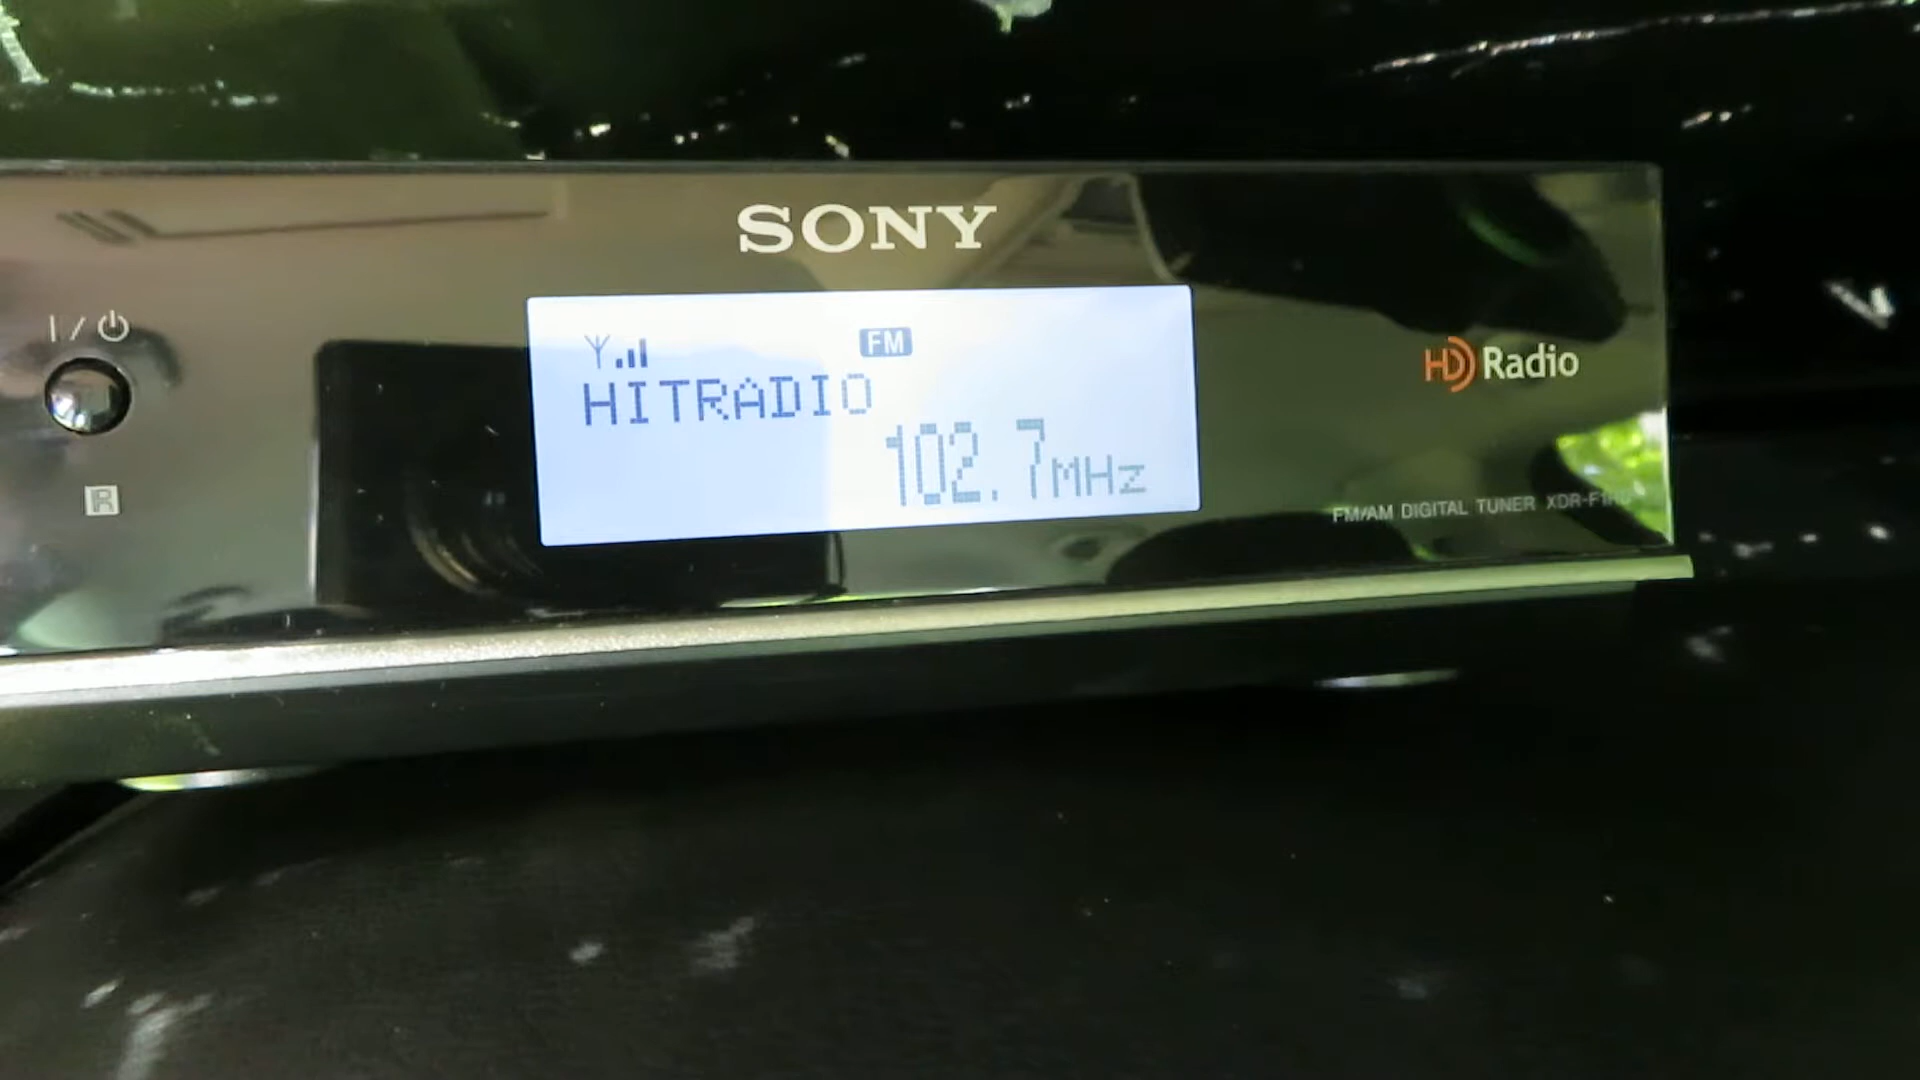 SONY
I/⏻
FM
HITRADIO
102.7MHz
HD Radio
R
FM/AM DIGITAL TUNER